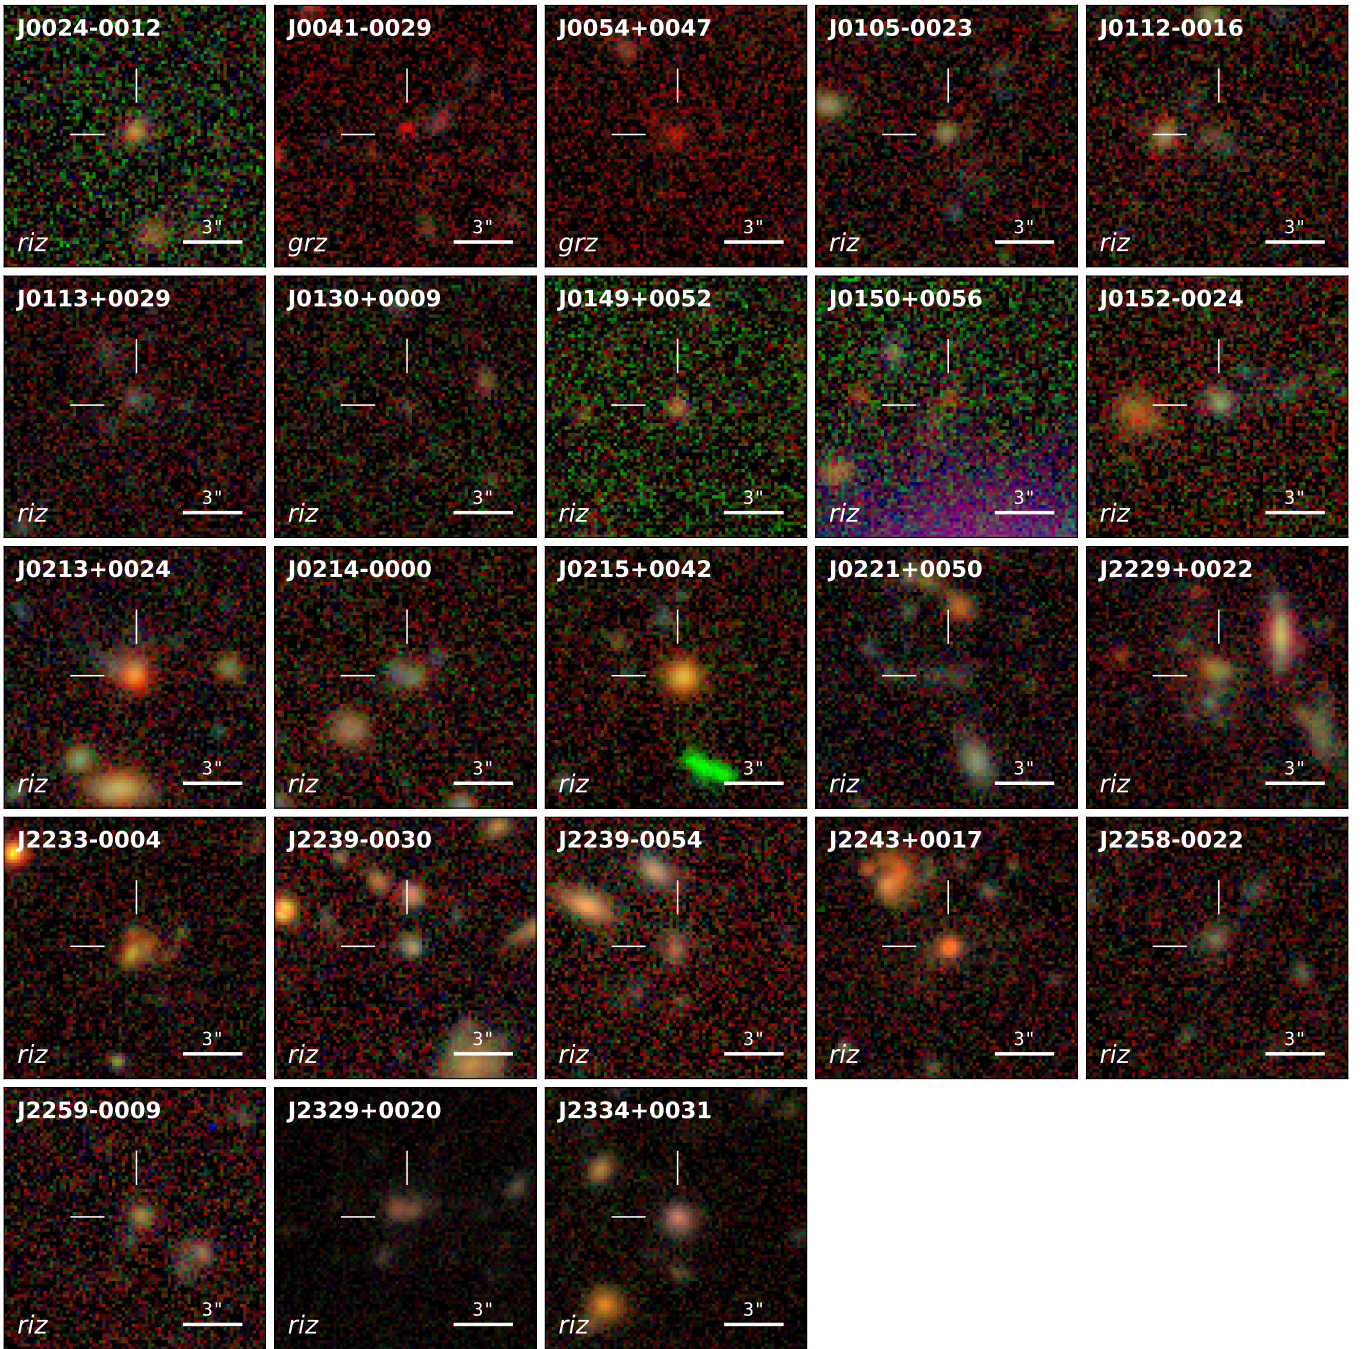 J0024-0012 J0041-0029 J0054+0047 J0105-0023 J0112-0016
3" 3" 3" 3" 3"
riz grz grz riz riz
J0113+0029 J0130+0009 J0149+0052 J0150+0056 J0152-0024
3" 3" 3" 3" 3"
riz riz riz riz riz
J0213+0024 J0214-0000 J0215+0042 J0221+0050 J2229+0022
3" 3" 3" 3" 3"
riz riz riz riz riz
J2233-0004 J2239-0030 J2239-0054 J2243+0017 J2258-0022
3" 3" 3" 3" 3"
riz riz riz riz riz
J2259-0009 J2329+0020 J2334+0031
3" 3" 3"
riz riz riz